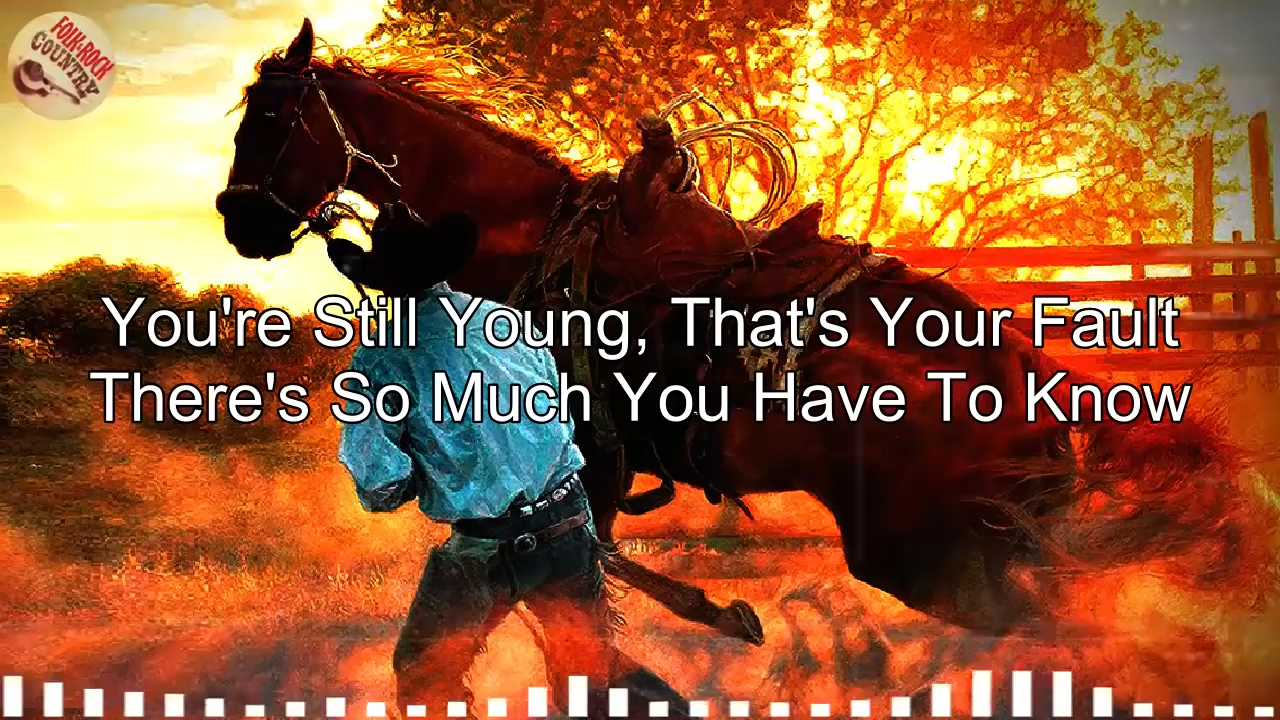 FOLK & ROCK
COUNTRY
You're Still Young, That's Your Fault
There's So Much You Have To Know